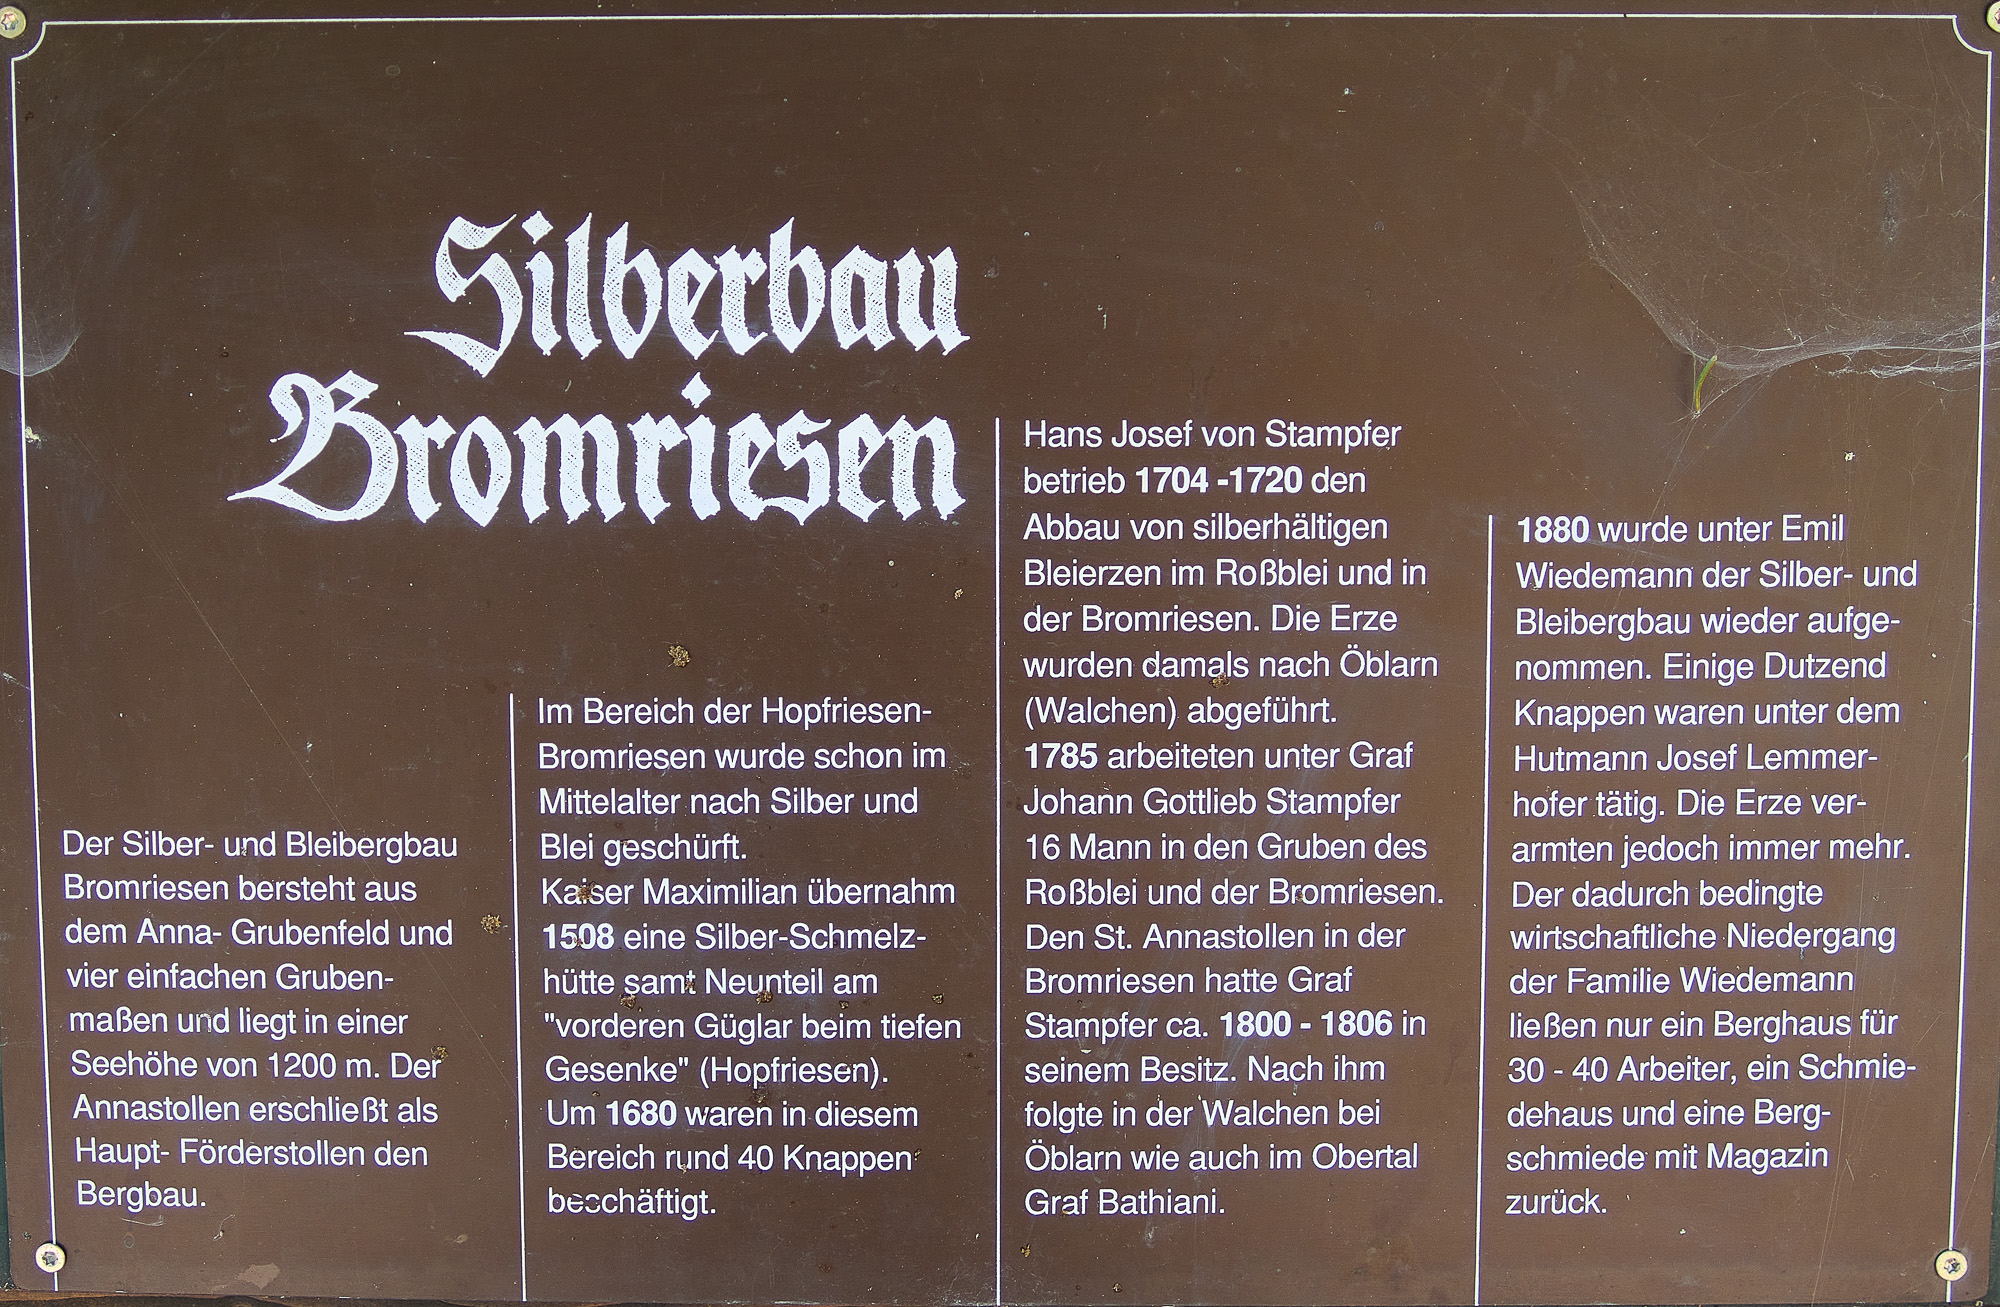 Silberbau
Bromriesen
Der Silber- und Bleibergbau
Bromriesen bersteht aus
dem Anna- Grubenfeld und
vier einfachen Gruben-
maßen und liegt in einer
Seehöhe von 1200 m. Der
Annastollen erschließt als
Haupt- Förderstollen den
Bergbau.
Im Bereich der Hopfriesen-
Bromriesen wurde schon im
Mittelalter nach Silber und
Blei geschürft.
Kaiser Maximilian übernahm
1508 eine Silber-Schmelz-
hütte samt Neunteil am
"vorderen Güglar beim tiefen
Gesenke" (Hopfriesen).
Um 1680 waren in diesem
Bereich rund 40 Knappen
beschäftigt.
Hans Josef von Stampfer
betrieb 1704 -1720 den
Abbau von silberhältigen
Bleierzen im Roßblei und in
der Bromriesen. Die Erze
wurden damals nach Öblarn
(Walchen) abgeführt.
1785 arbeiteten unter Graf
Johann Gottlieb Stampfer
16 Mann in den Gruben des
Roßblei und der Bromriesen.
Den St. Annastollen in der
Bromriesen hatte Graf
Stampfer ca. 1800 - 1806 in
seinem Besitz. Nach ihm
folgte in der Walchen bei
Öblarn wie auch im Obertal
Graf Bathiani.
1880 wurde unter Emil
Wiedemann der Silber- und
Bleibergbau wieder aufge-
nommen. Einige Dutzend
Knappen waren unter dem
Hutmann Josef Lemmer-
hofer tätig. Die Erze ver-
armten jedoch immer mehr.
Der dadurch bedingte
wirtschaftliche Niedergang
der Familie Wiedemann
ließen nur ein Berghaus für
30 - 40 Arbeiter, ein Schmie-
dehaus und eine Berg-
schmiede mit Magazin
zurück.